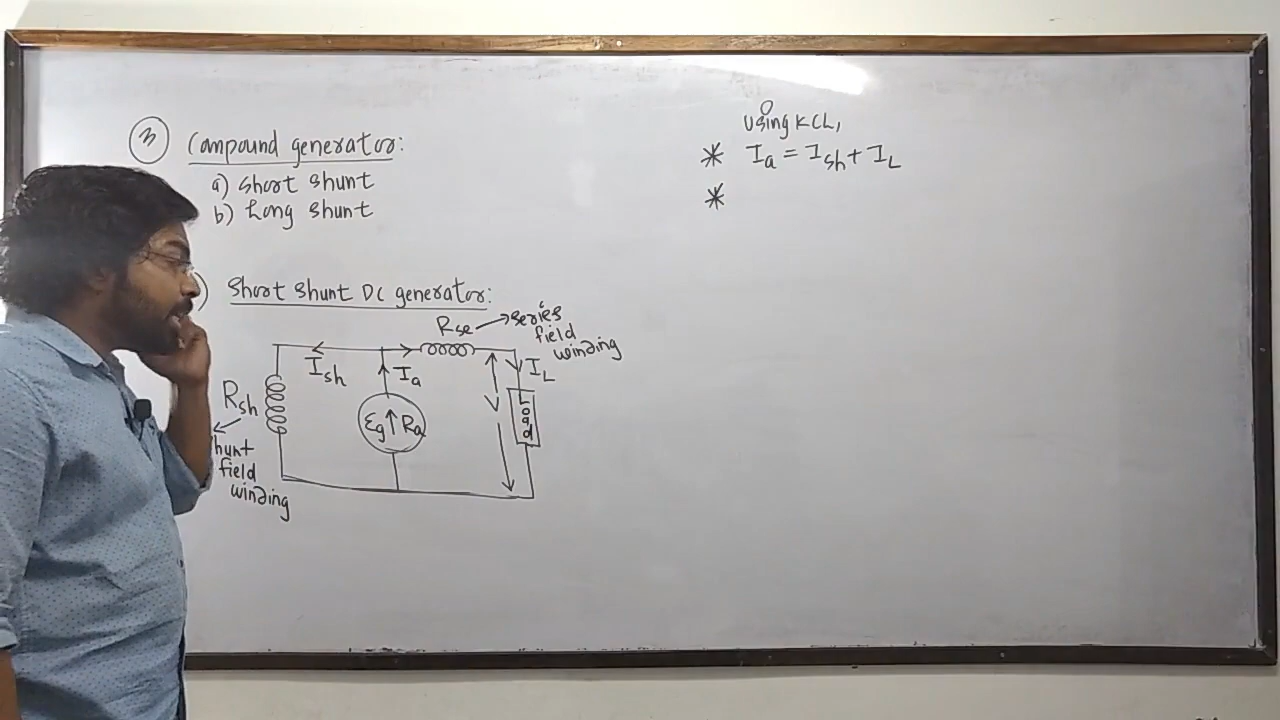 3 Compound generator:
a) Short shunt
b) Long shunt
) Short Shunt DC generator:
Rse → series
field
winding
Ish
Ia
IL
Rsh
Eg ↑ Ra
Load
hunt
field
winding
using KCL,
* Ia = Ish + IL
*